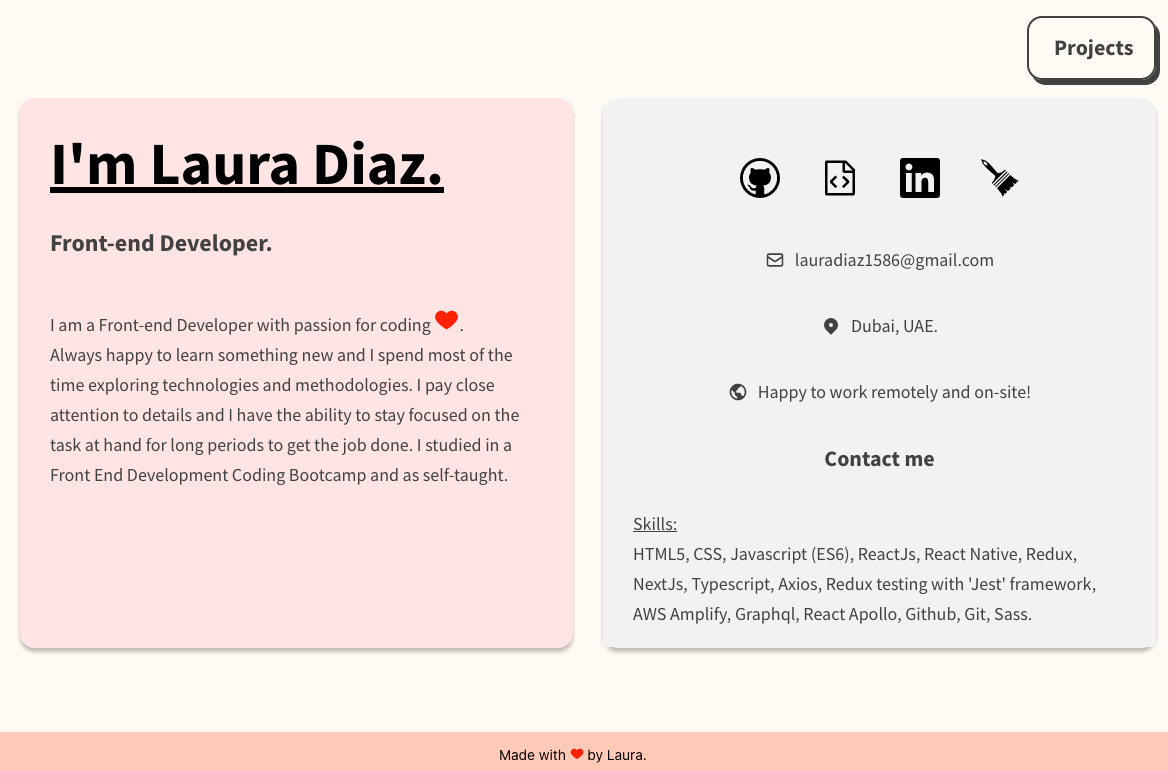 Projects
I'm Laura Diaz.
Front-end Developer.
I am a Front-end Developer with passion for coding ❤.
Always happy to learn something new and I spend most of the
time exploring technologies and methodologies. I pay close
attention to details and I have the ability to stay focused on the
task at hand for long periods to get the job done. I studied in a
Front End Development Coding Bootcamp and as self-taught.
in
lauradiaz1586@gmail.com
Dubai, UAE.
Happy to work remotely and on-site!
Contact me
Skills:
HTML5, CSS, Javascript (ES6), ReactJs, React Native, Redux,
NextJs, Typescript, Axios, Redux testing with 'Jest' framework,
AWS Amplify, Graphql, React Apollo, Github, Git, Sass.
Made with ❤ by Laura.